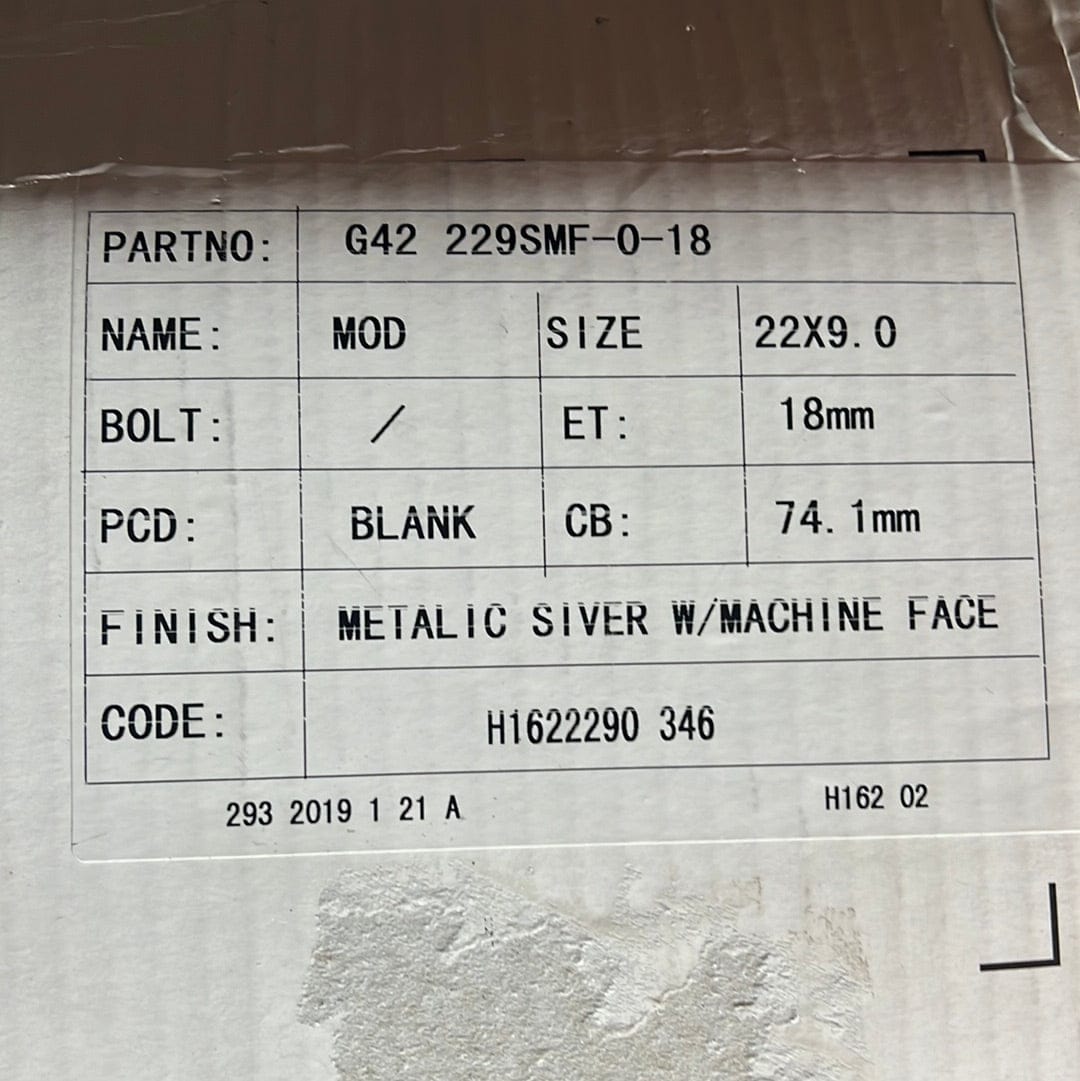 PARTNO: G42 229SMF-0-18
NAME: MOD SIZE 22X9.0
BOLT: / ET: 18mm
PCD: BLANK CB: 74.1mm
FINISH: METALIC SIVER W/MACHINE FACE
CODE: H1622290 346
293 2019 1 21 A H162 02